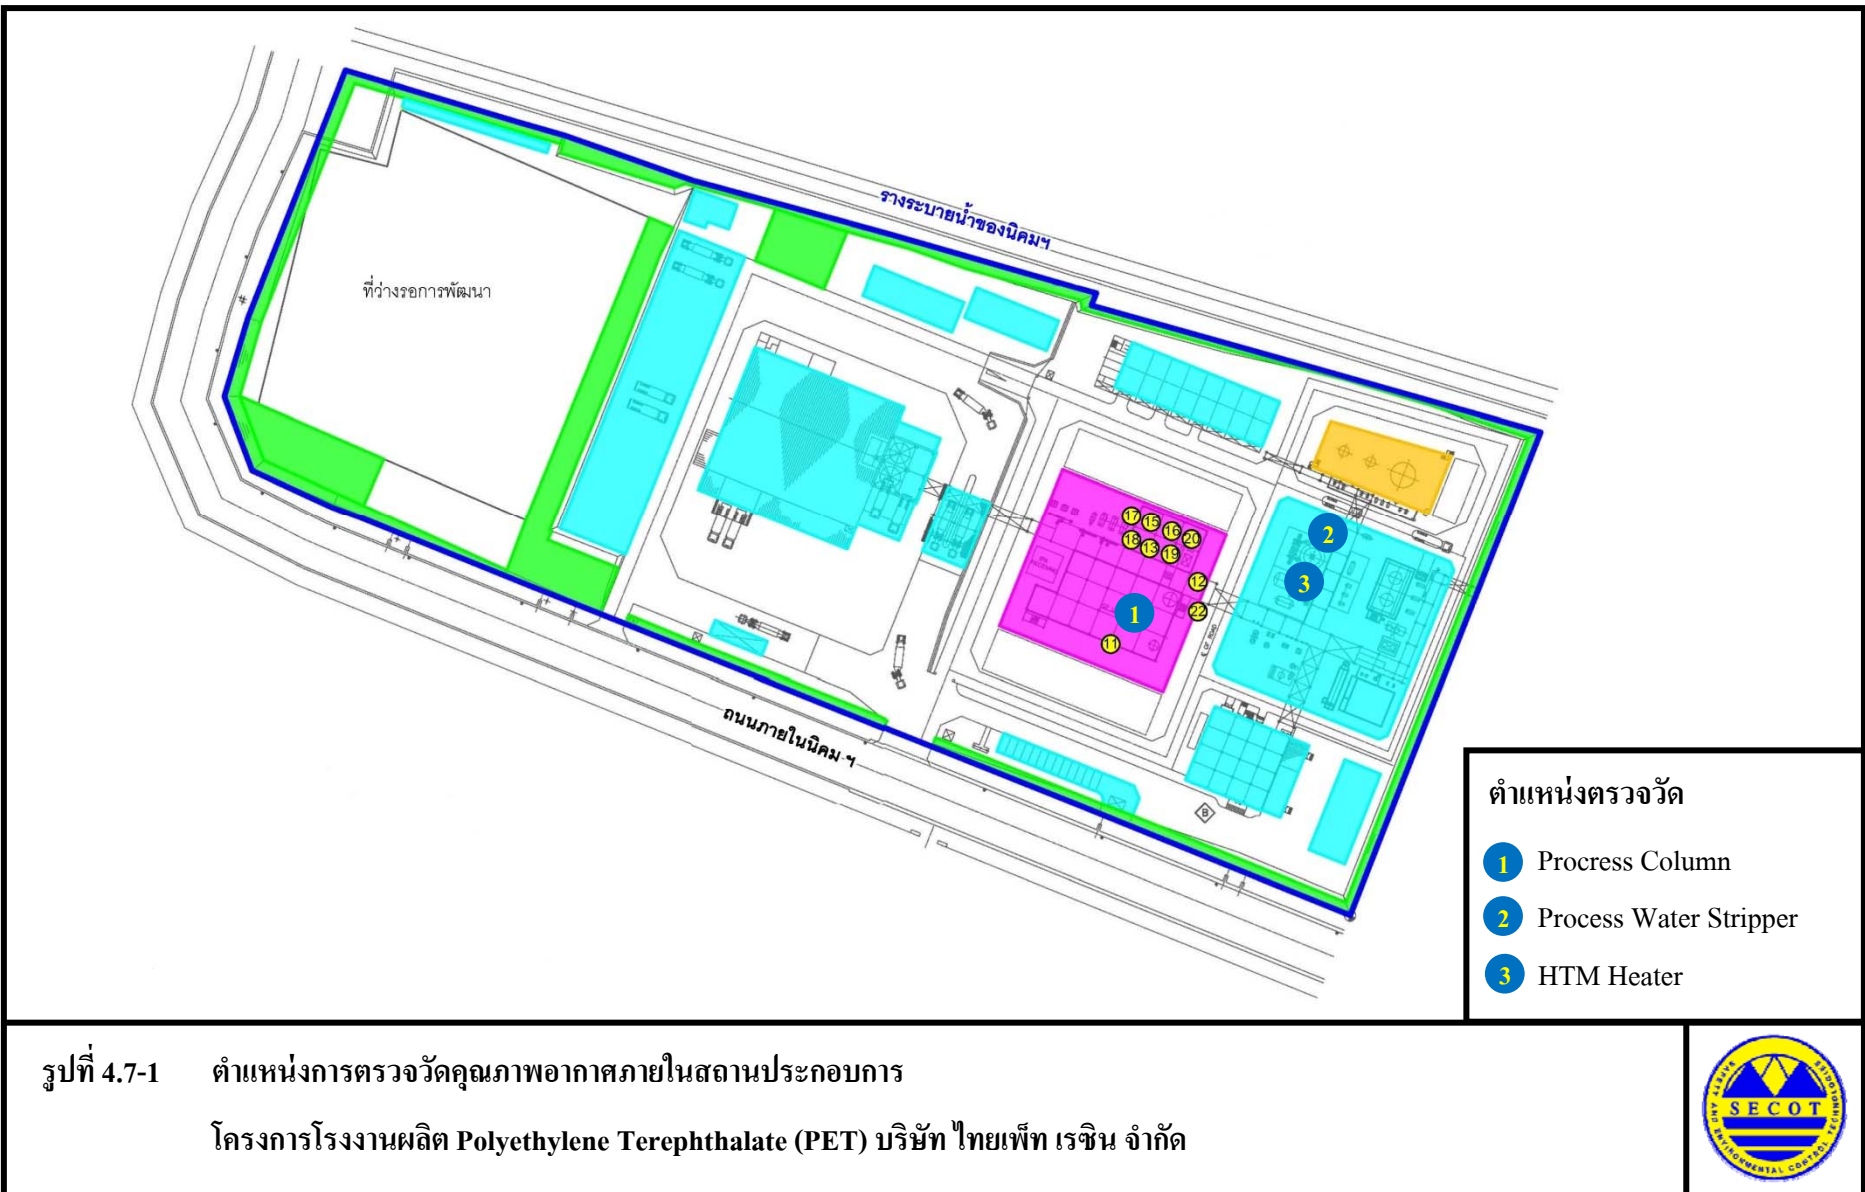 รางระบายน้ำของนิคมฯ
ที่ว่างรอการพัฒนา
17
15
16
20
18
13
19
12
22
11
1
2
3
¢ OF ROAD
ถนนภายในนิคม ฯ
B
ตำแหน่งตรวจวัด
1 Procress Column
2 Process Water Stripper
3 HTM Heater
รูปที่ 4.7-1 ตำแหน่งการตรวจวัดคุณภาพอากาศภายในสถานประกอบการ
โครงการโรงงานผลิต Polyethylene Terephthalate (PET) บริษัท ไทยเพ็ท เรซิน จำกัด
SECOT
SAFETY AND ENVIRONMENTAL CONTROL TECHNOLOGIES